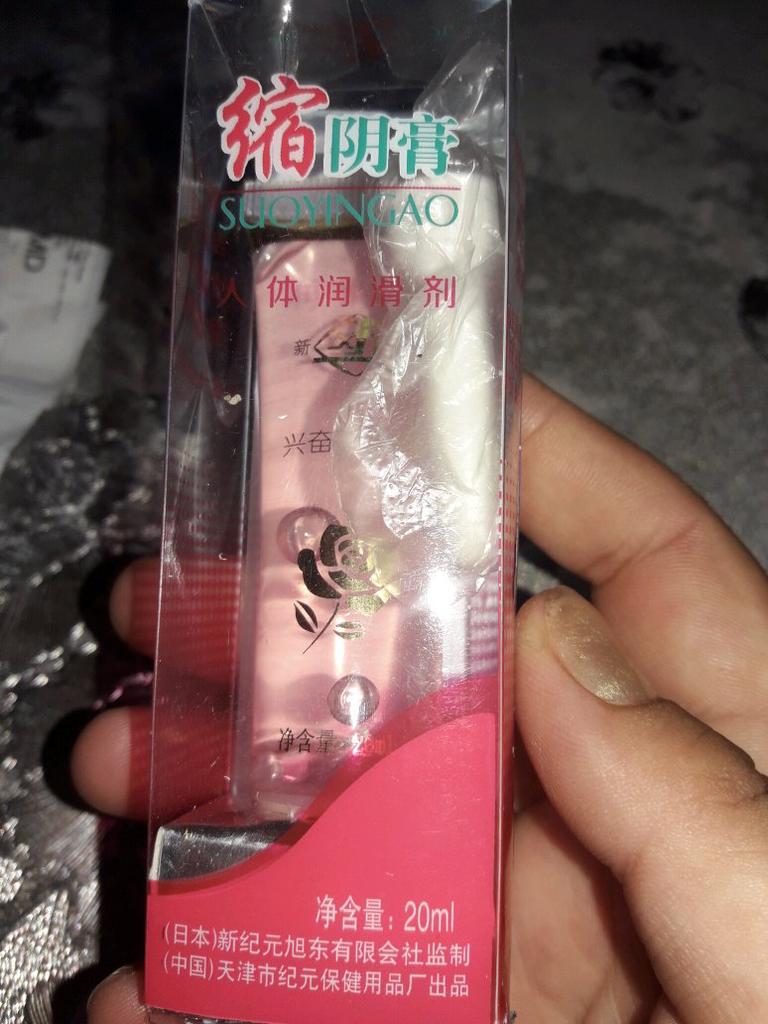 缩阴膏
SUOYINGAO
人体润滑剂
新
兴奋
净含量：
净含量：20ml
(日本)新纪元旭东有限会社监制
(中国)天津市纪元保健用品厂出品